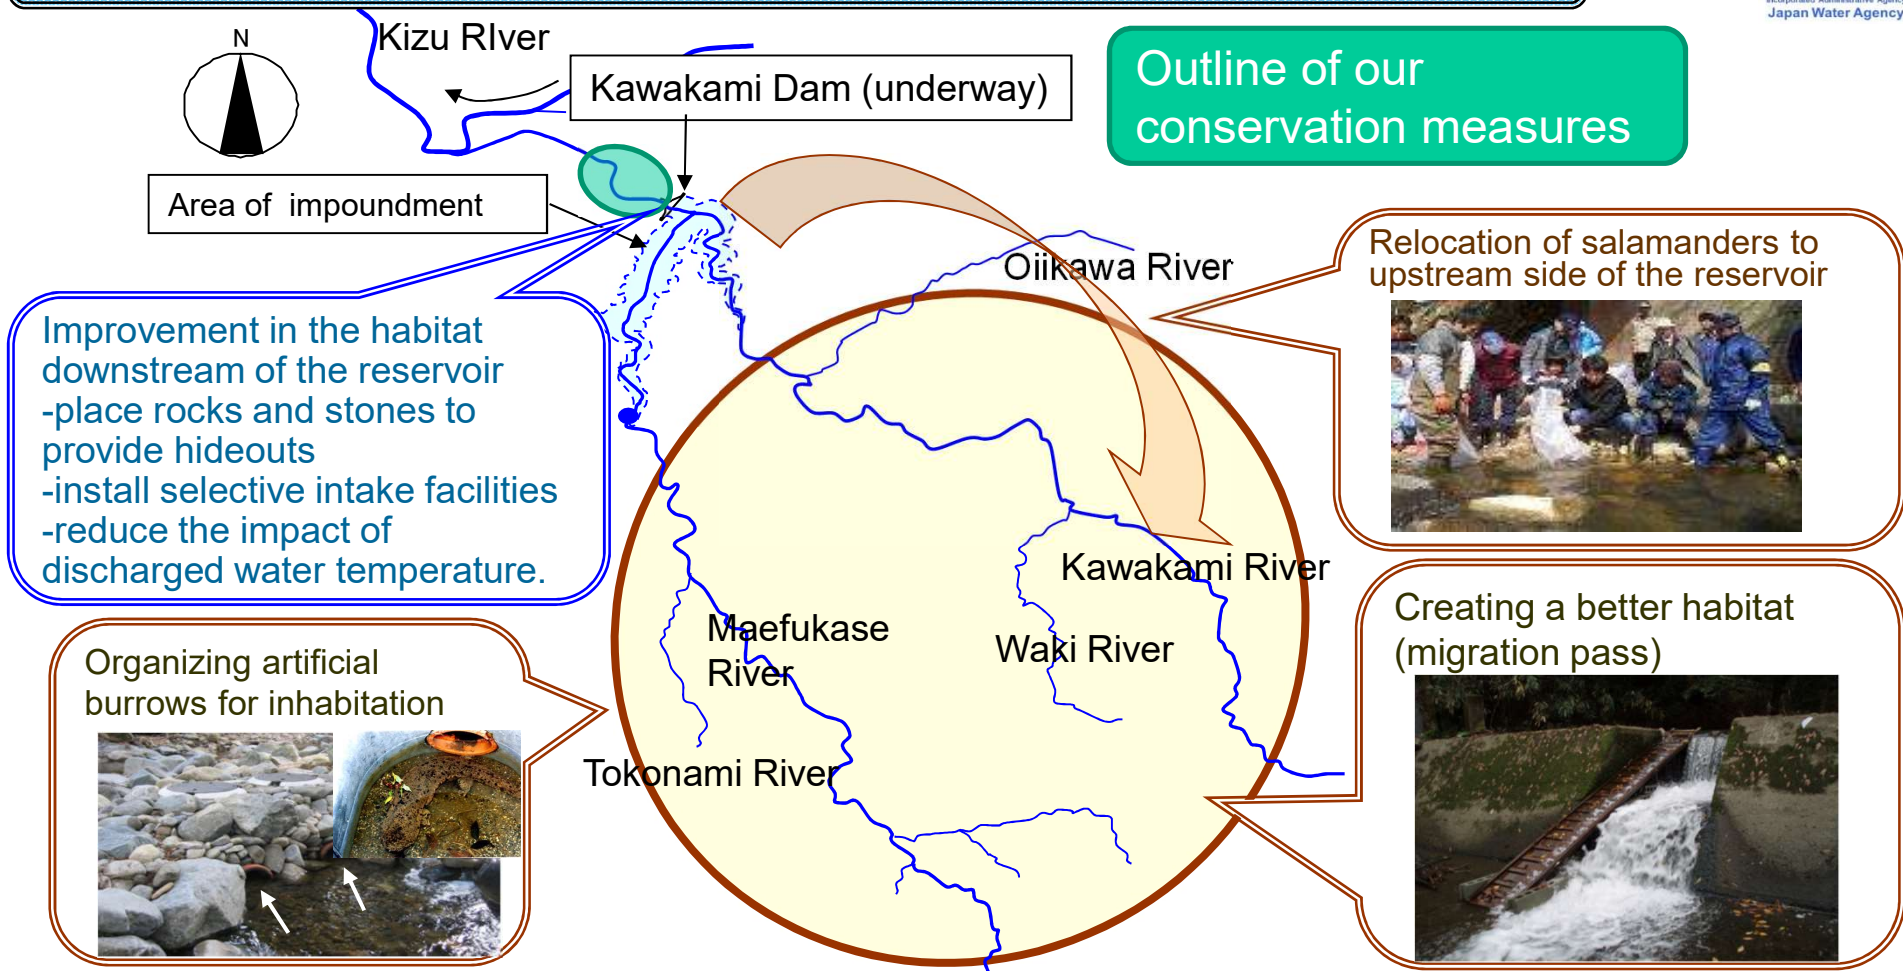 Japan Water Agency
N
Kizu RIver
Kawakami Dam (underway)
Outline of our
conservation measures
Area of impoundment
Oiikawa River
Relocation of salamanders to
upstream side of the reservoir
Improvement in the habitat
downstream of the reservoir
-place rocks and stones to
provide hideouts
-install selective intake facilities
-reduce the impact of
discharged water temperature.
Kawakami River
Maefukase
River
Waki River
Creating a better habitat
(migration pass)
Organizing artificial
burrows for inhabitation
Tokonami River